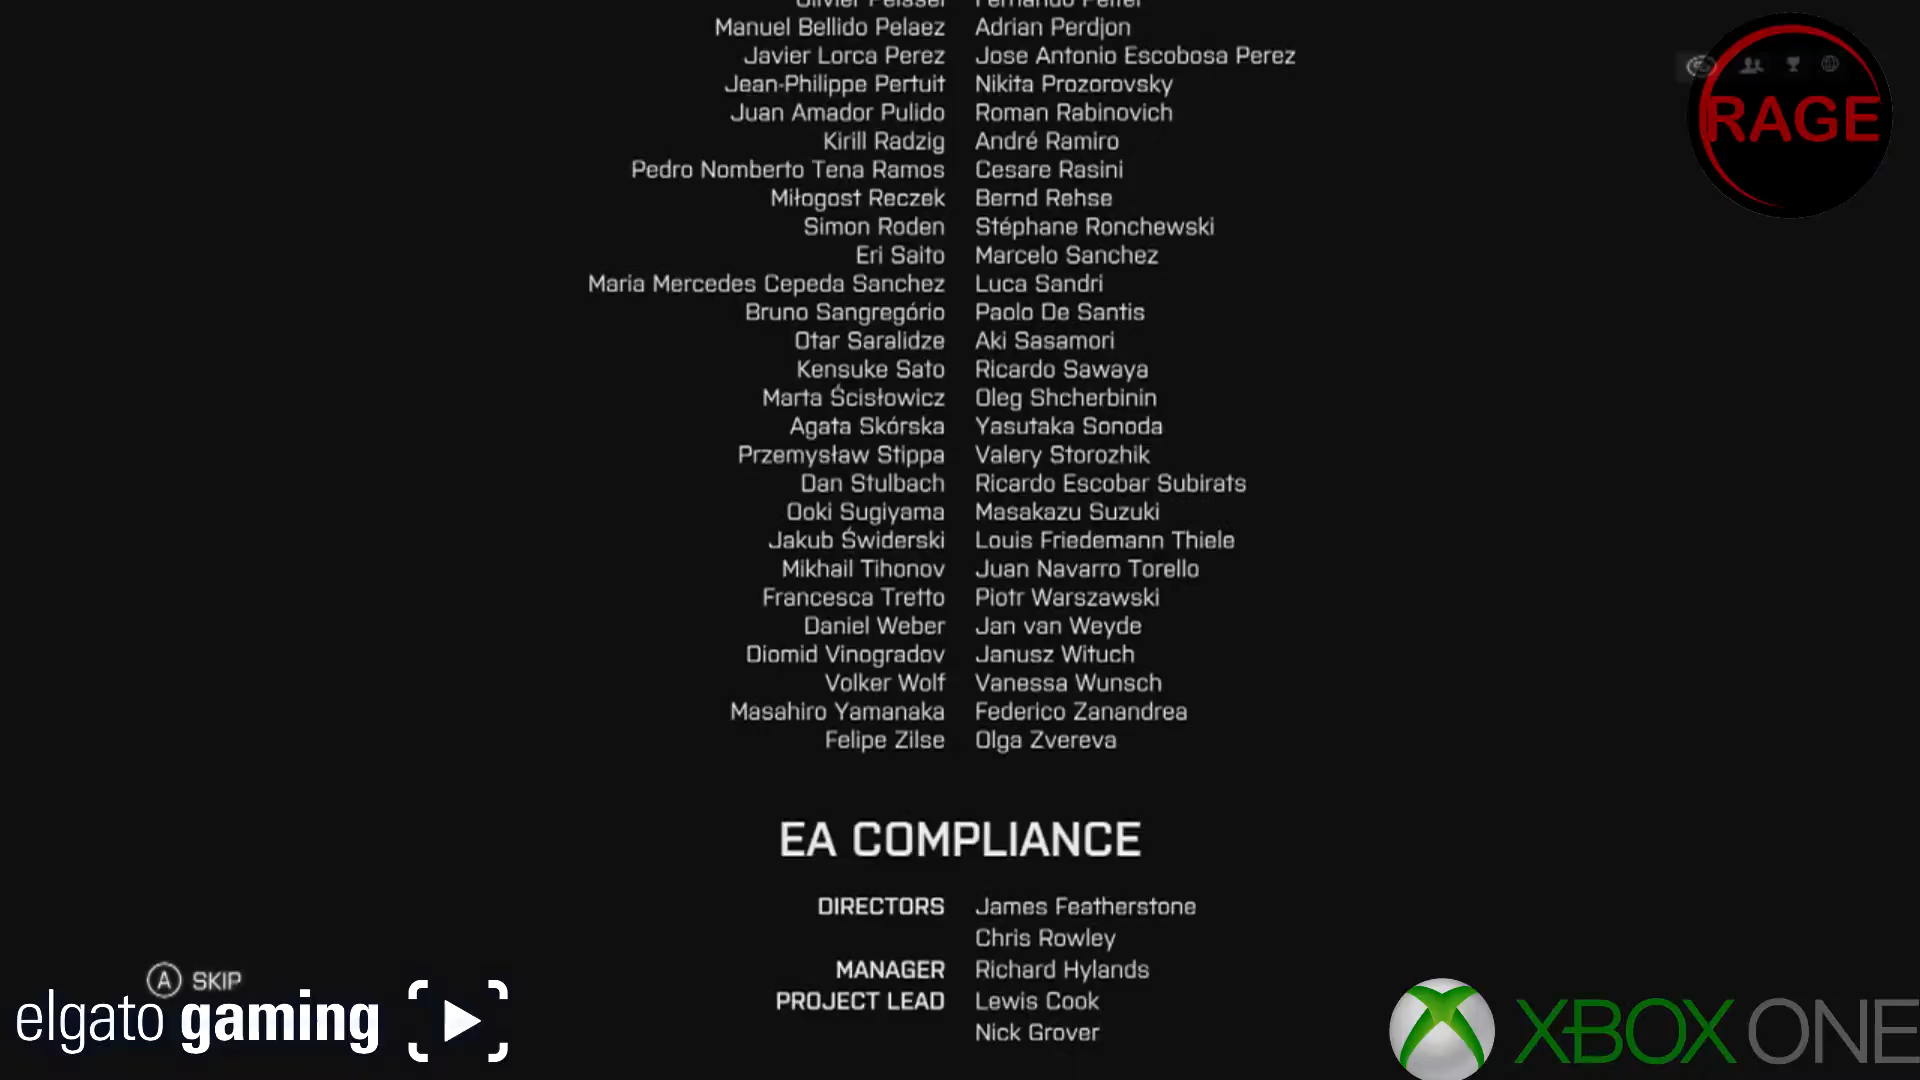 Olivier Peissel Fernando Peiter
Manuel Bellido Pelaez Adrian Perdjon
Javier Lorca Perez Jose Antonio Escobosa Perez
Jean-Philippe Pertuit Nikita Prozorovsky
Juan Amador Pulido Roman Rabinovich
Kirill Radzig André Ramiro
Pedro Nomberto Tena Ramos Cesare Rasini
Miłogost Reczek Bernd Rehse
Simon Roden Stéphane Ronchewski
Eri Saito Marcelo Sanchez
Maria Mercedes Cepeda Sanchez Luca Sandri
Bruno Sangregório Paolo De Santis
Otar Saralidze Aki Sasamori
Kensuke Sato Ricardo Sawaya
Marta Ścisłowicz Oleg Shcherbinin
Agata Skórska Yasutaka Sonoda
Przemysław Stippa Valery Storozhik
Dan Stulbach Ricardo Escobar Subirats
Ooki Sugiyama Masakazu Suzuki
Jakub Świderski Louis Friedemann Thiele
Mikhail Tihonov Juan Navarro Torello
Francesca Tretto Piotr Warszawski
Daniel Weber Jan van Weyde
Diomid Vinogradov Janusz Wituch
Volker Wolf Vanessa Wunsch
Masahiro Yamanaka Federico Zanandrea
Felipe Zilse Olga Zvereva
RAGE
EA COMPLIANCE
DIRECTORS James Featherstone
Chris Rowley
MANAGER Richard Hylands
PROJECT LEAD Lewis Cook
Nick Grover
A SKIP
elgato gaming
XBOX ONE